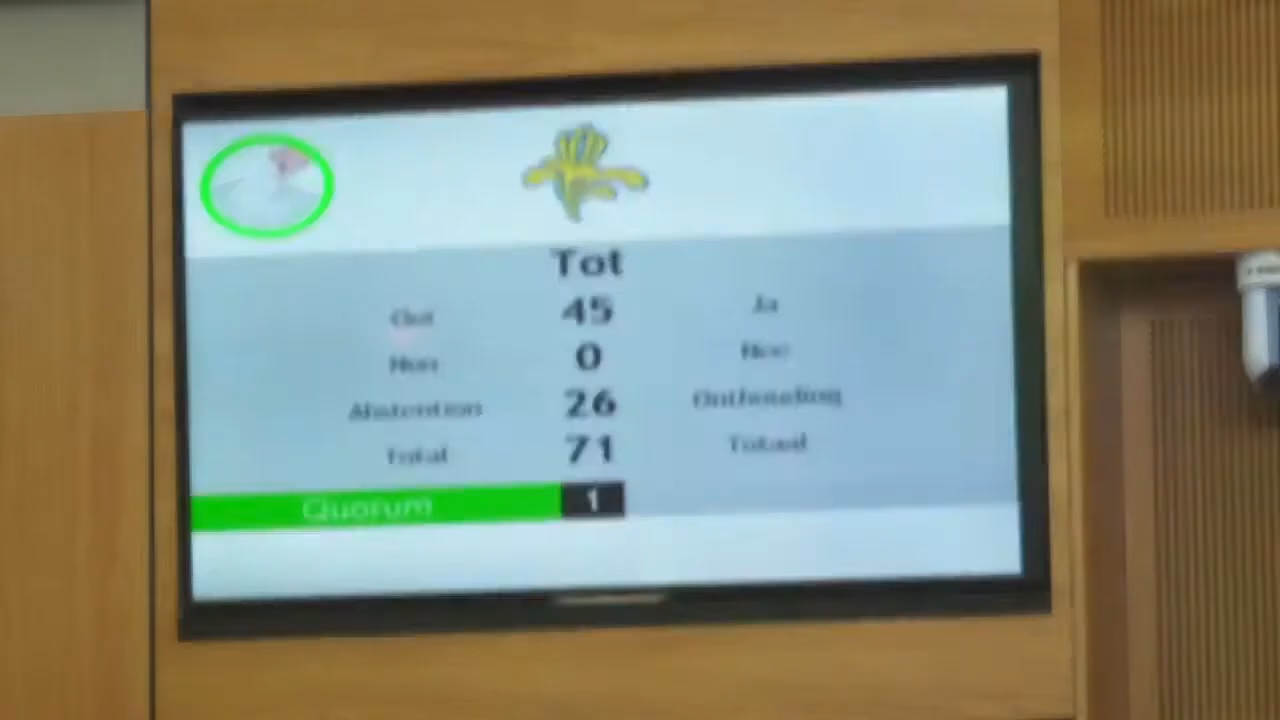 Tot
Oui 45 Ja
Non 0 Nee
Abstention 26 Onthouding
Total 71 Totaal
Quorum 1